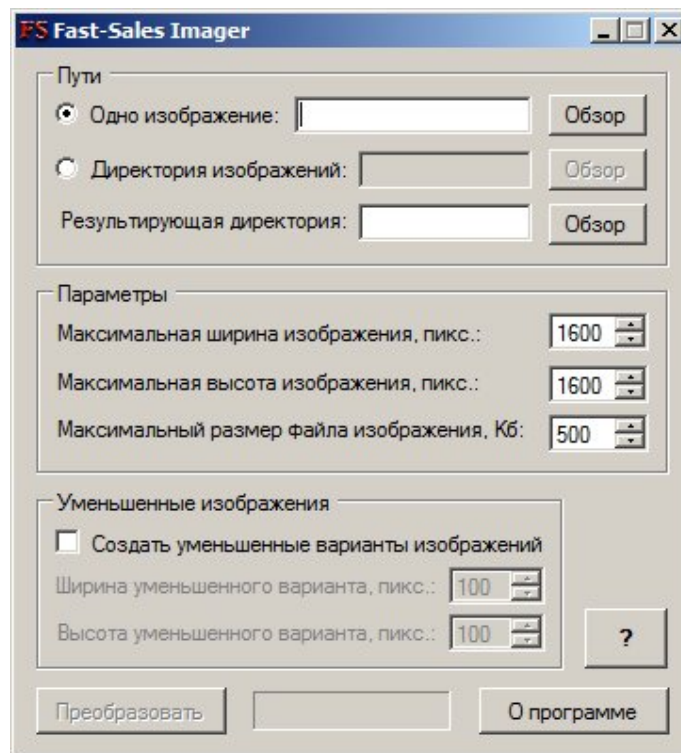 FS Fast-Sales Imager
Пути
Одно изображение: Обзор
Директория изображений: Обзор
Результирующая директория: Обзор
Параметры
Максимальная ширина изображения, пикс.: 1600
Максимальная высота изображения, пикс.: 1600
Максимальный размер файла изображения, Кб: 500
Уменьшенные изображения
Создать уменьшенные варианты изображений
Ширина уменьшенного варианта, пикс.: 100
Высота уменьшенного варианта, пикс.: 100
?
Преобразовать О программе